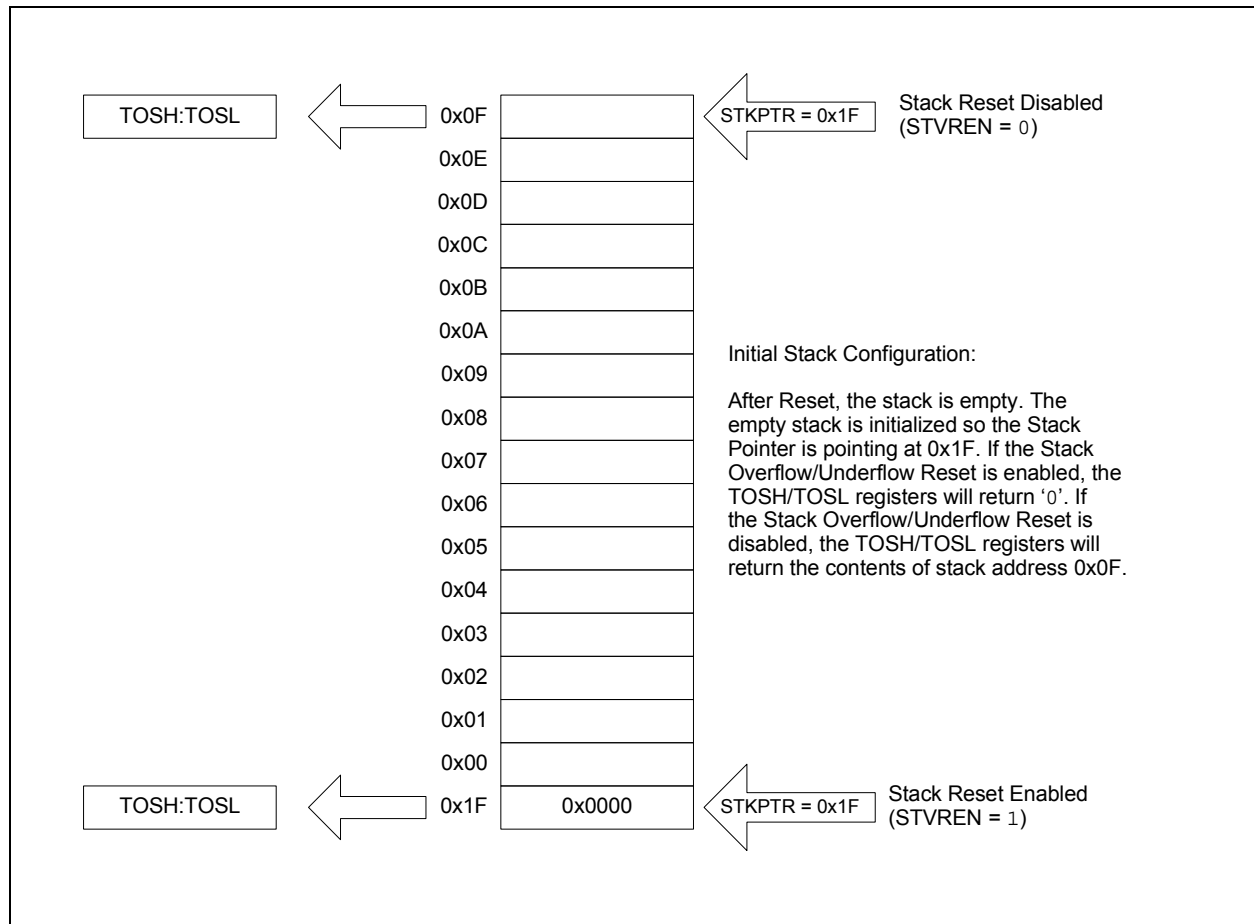 TOSH:TOSL
0x0F
STKPTR = 0x1F
Stack Reset Disabled
(STVREN = 0)
0x0E
0x0D
0x0C
0x0B
0x0A
0x09
0x08
0x07
0x06
0x05
0x04
0x03
0x02
0x01
0x00
Initial Stack Configuration:
After Reset, the stack is empty. The
empty stack is initialized so the Stack
Pointer is pointing at 0x1F. If the Stack
Overflow/Underflow Reset is enabled, the
TOSH/TOSL registers will return ‘0’. If
the Stack Overflow/Underflow Reset is
disabled, the TOSH/TOSL registers will
return the contents of stack address 0x0F.
TOSH:TOSL
0x1F
0x0000
STKPTR = 0x1F
Stack Reset Enabled
(STVREN = 1)